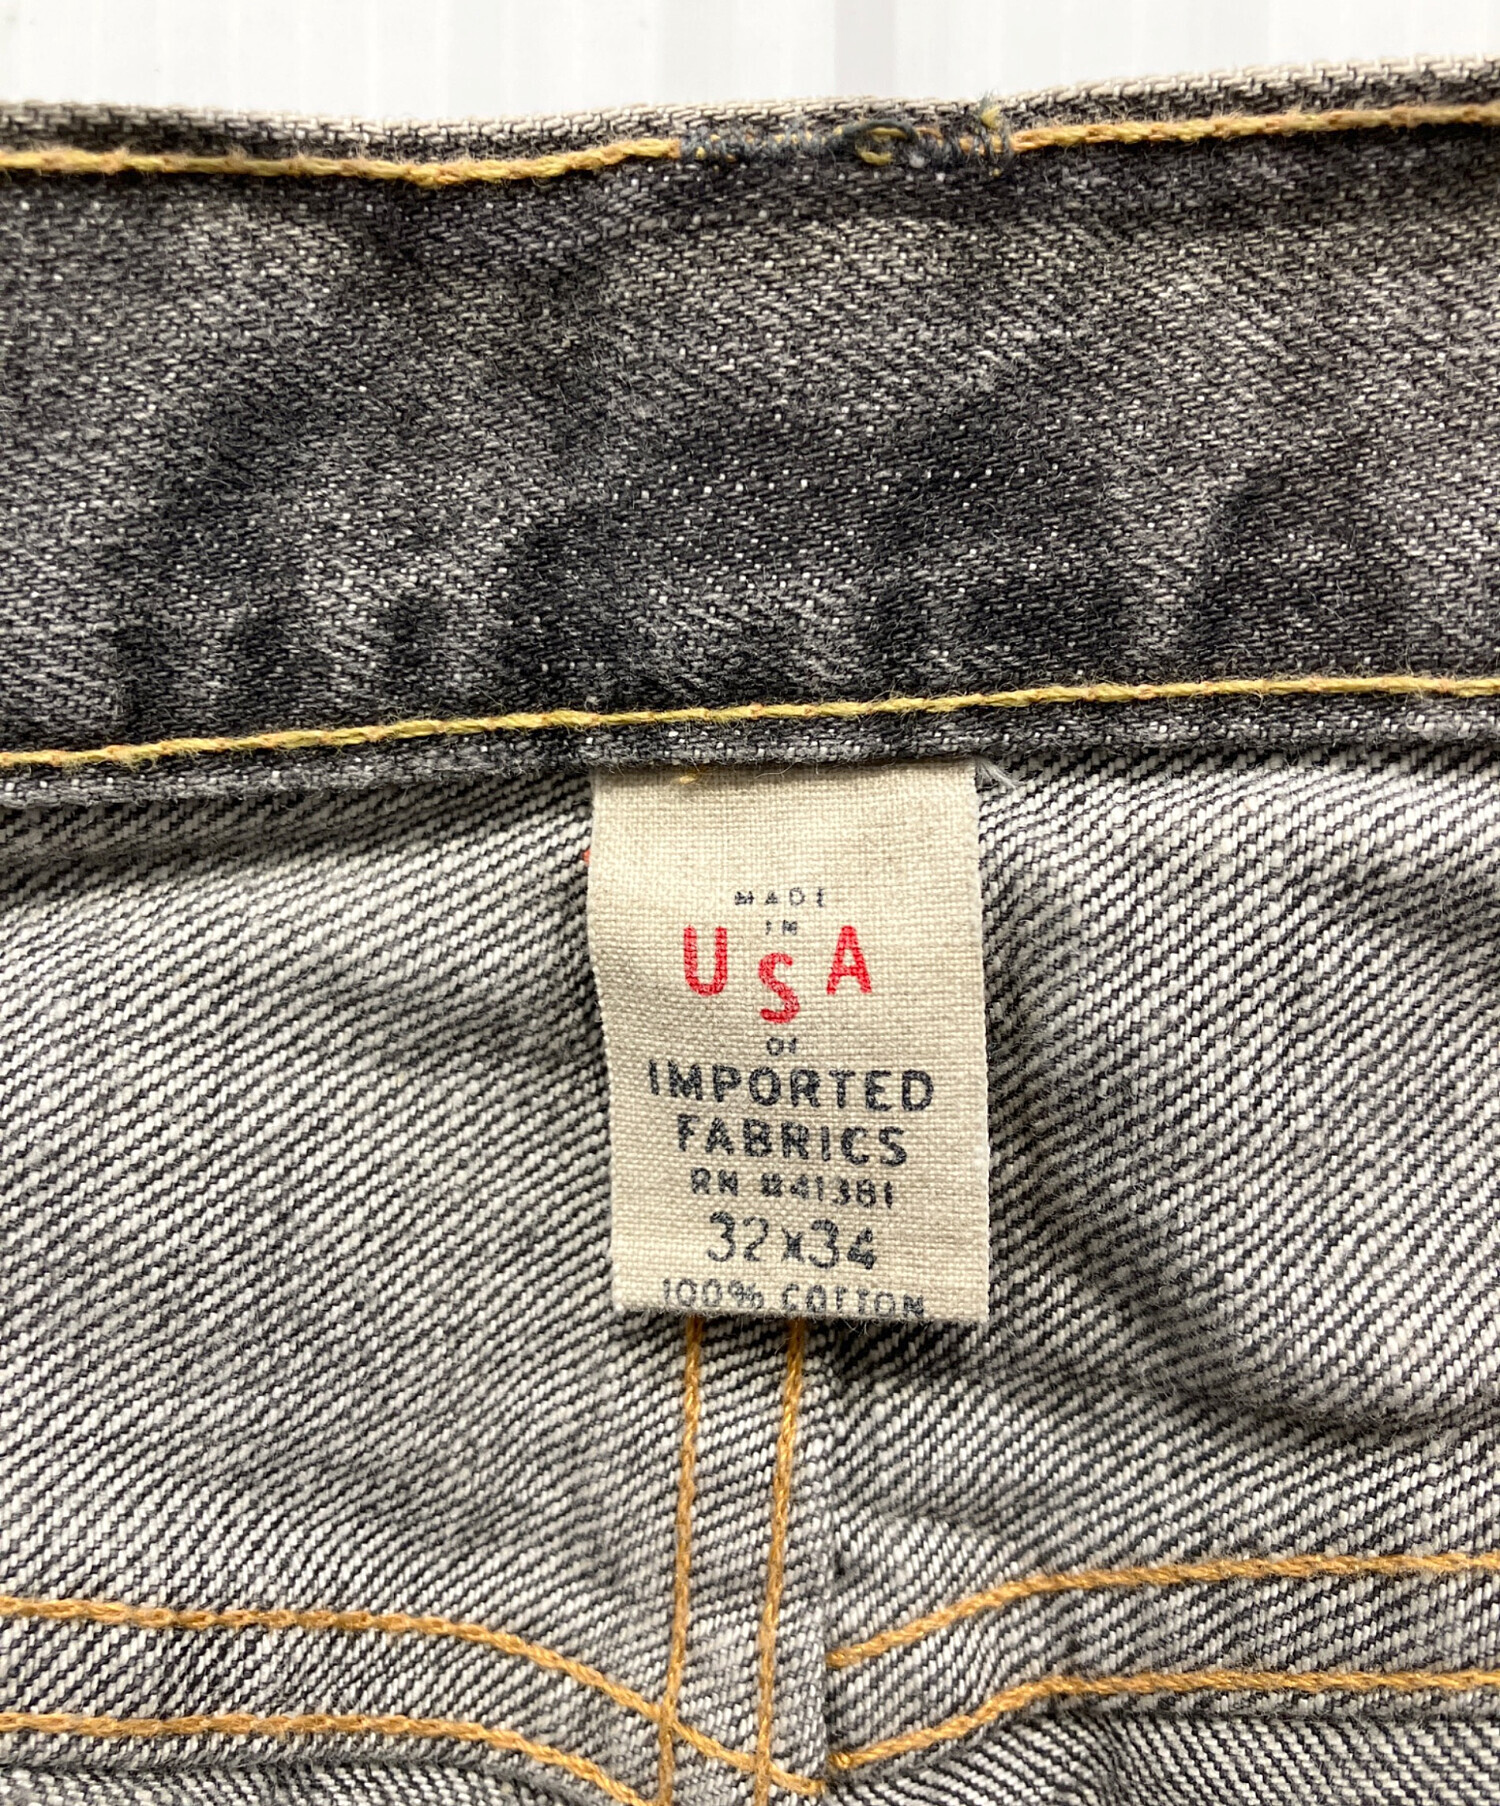 MADE
IN
USA
OF
IMPORTED
FABRICS
RN #41381
32x34
100% COTTON